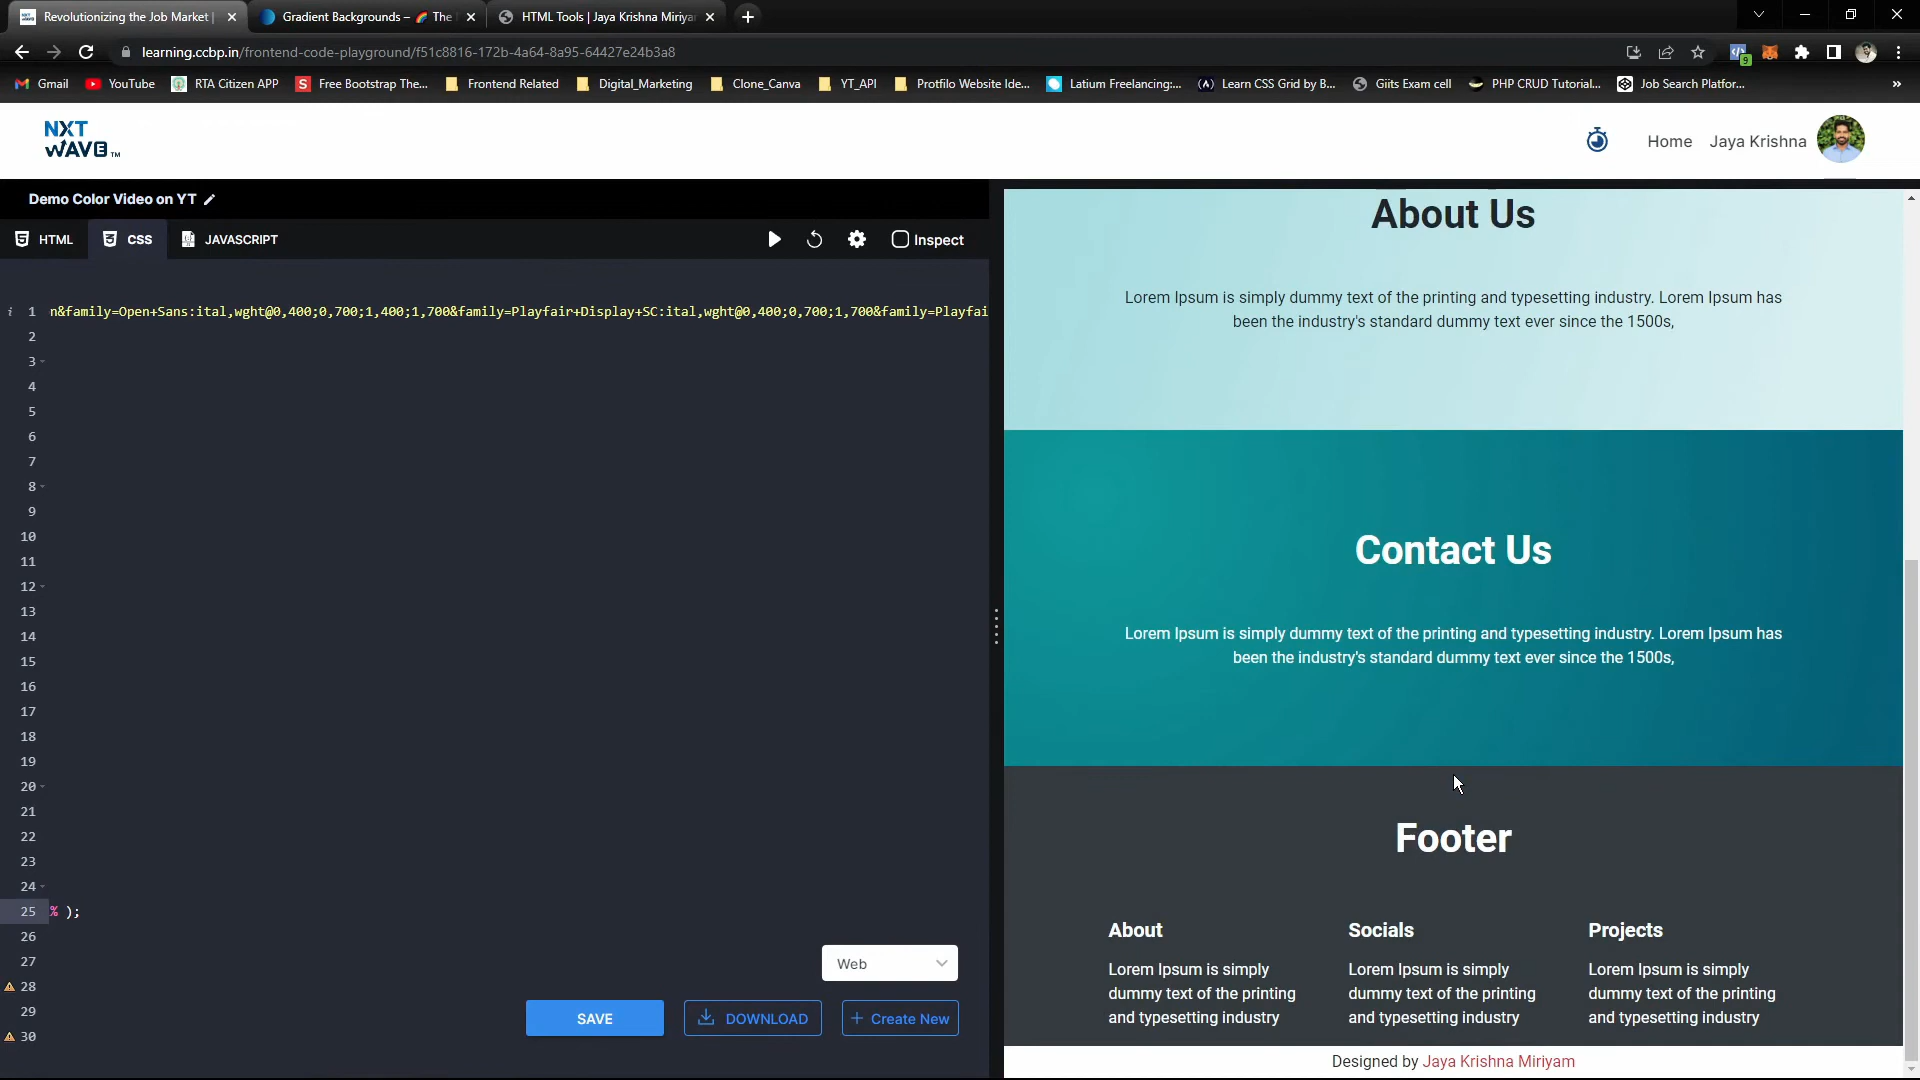 Revolutionizing the Job Market |
Gradient Backgrounds – 🌈 The
HTML Tools | Jaya Krishna Miriya
learning.ccbp.in/frontend-code-playground/f51c8816-172b-4a64-8a95-64427e24b3a8
9
Gmail
YouTube
RTA Citizen APP
Free Bootstrap The...
Frontend Related
Digital_Marketing
Clone_Canva
YT_API
Proffilo Website Ide...
Latium Freelancing:...
Learn CSS Grid by B...
Giits Exam cell
PHP CRUD Tutorial...
Job Search Platfor...
»
NXT
WAVE™
Home
Jaya Krishna
Demo Color Video on YT
HTML
CSS
JAVASCRIPT
Inspect
i 1 n&family=Open+Sans:ital,wght@0,400;0,700;1,400;1,700&family=Playfair+Display+SC:ital,wght@0,400;0,700;1,700&family=Playfai
2
3
4
5
6
7
8
9
10
11
12
13
14
15
16
17
18
19
20
21
22
23
24
25 % );
26
27
28
29
30
Web
SAVE
DOWNLOAD
+ Create New
About Us
Lorem Ipsum is simply dummy text of the printing and typesetting industry. Lorem Ipsum has
been the industry's standard dummy text ever since the 1500s,
Contact Us
Lorem Ipsum is simply dummy text of the printing and typesetting industry. Lorem Ipsum has
been the industry's standard dummy text ever since the 1500s,
Footer
About
Lorem Ipsum is simply
dummy text of the printing
and typesetting industry
Socials
Lorem Ipsum is simply
dummy text of the printing
and typesetting industry
Projects
Lorem Ipsum is simply
dummy text of the printing
and typesetting industry
Designed by Jaya Krishna Miriyam